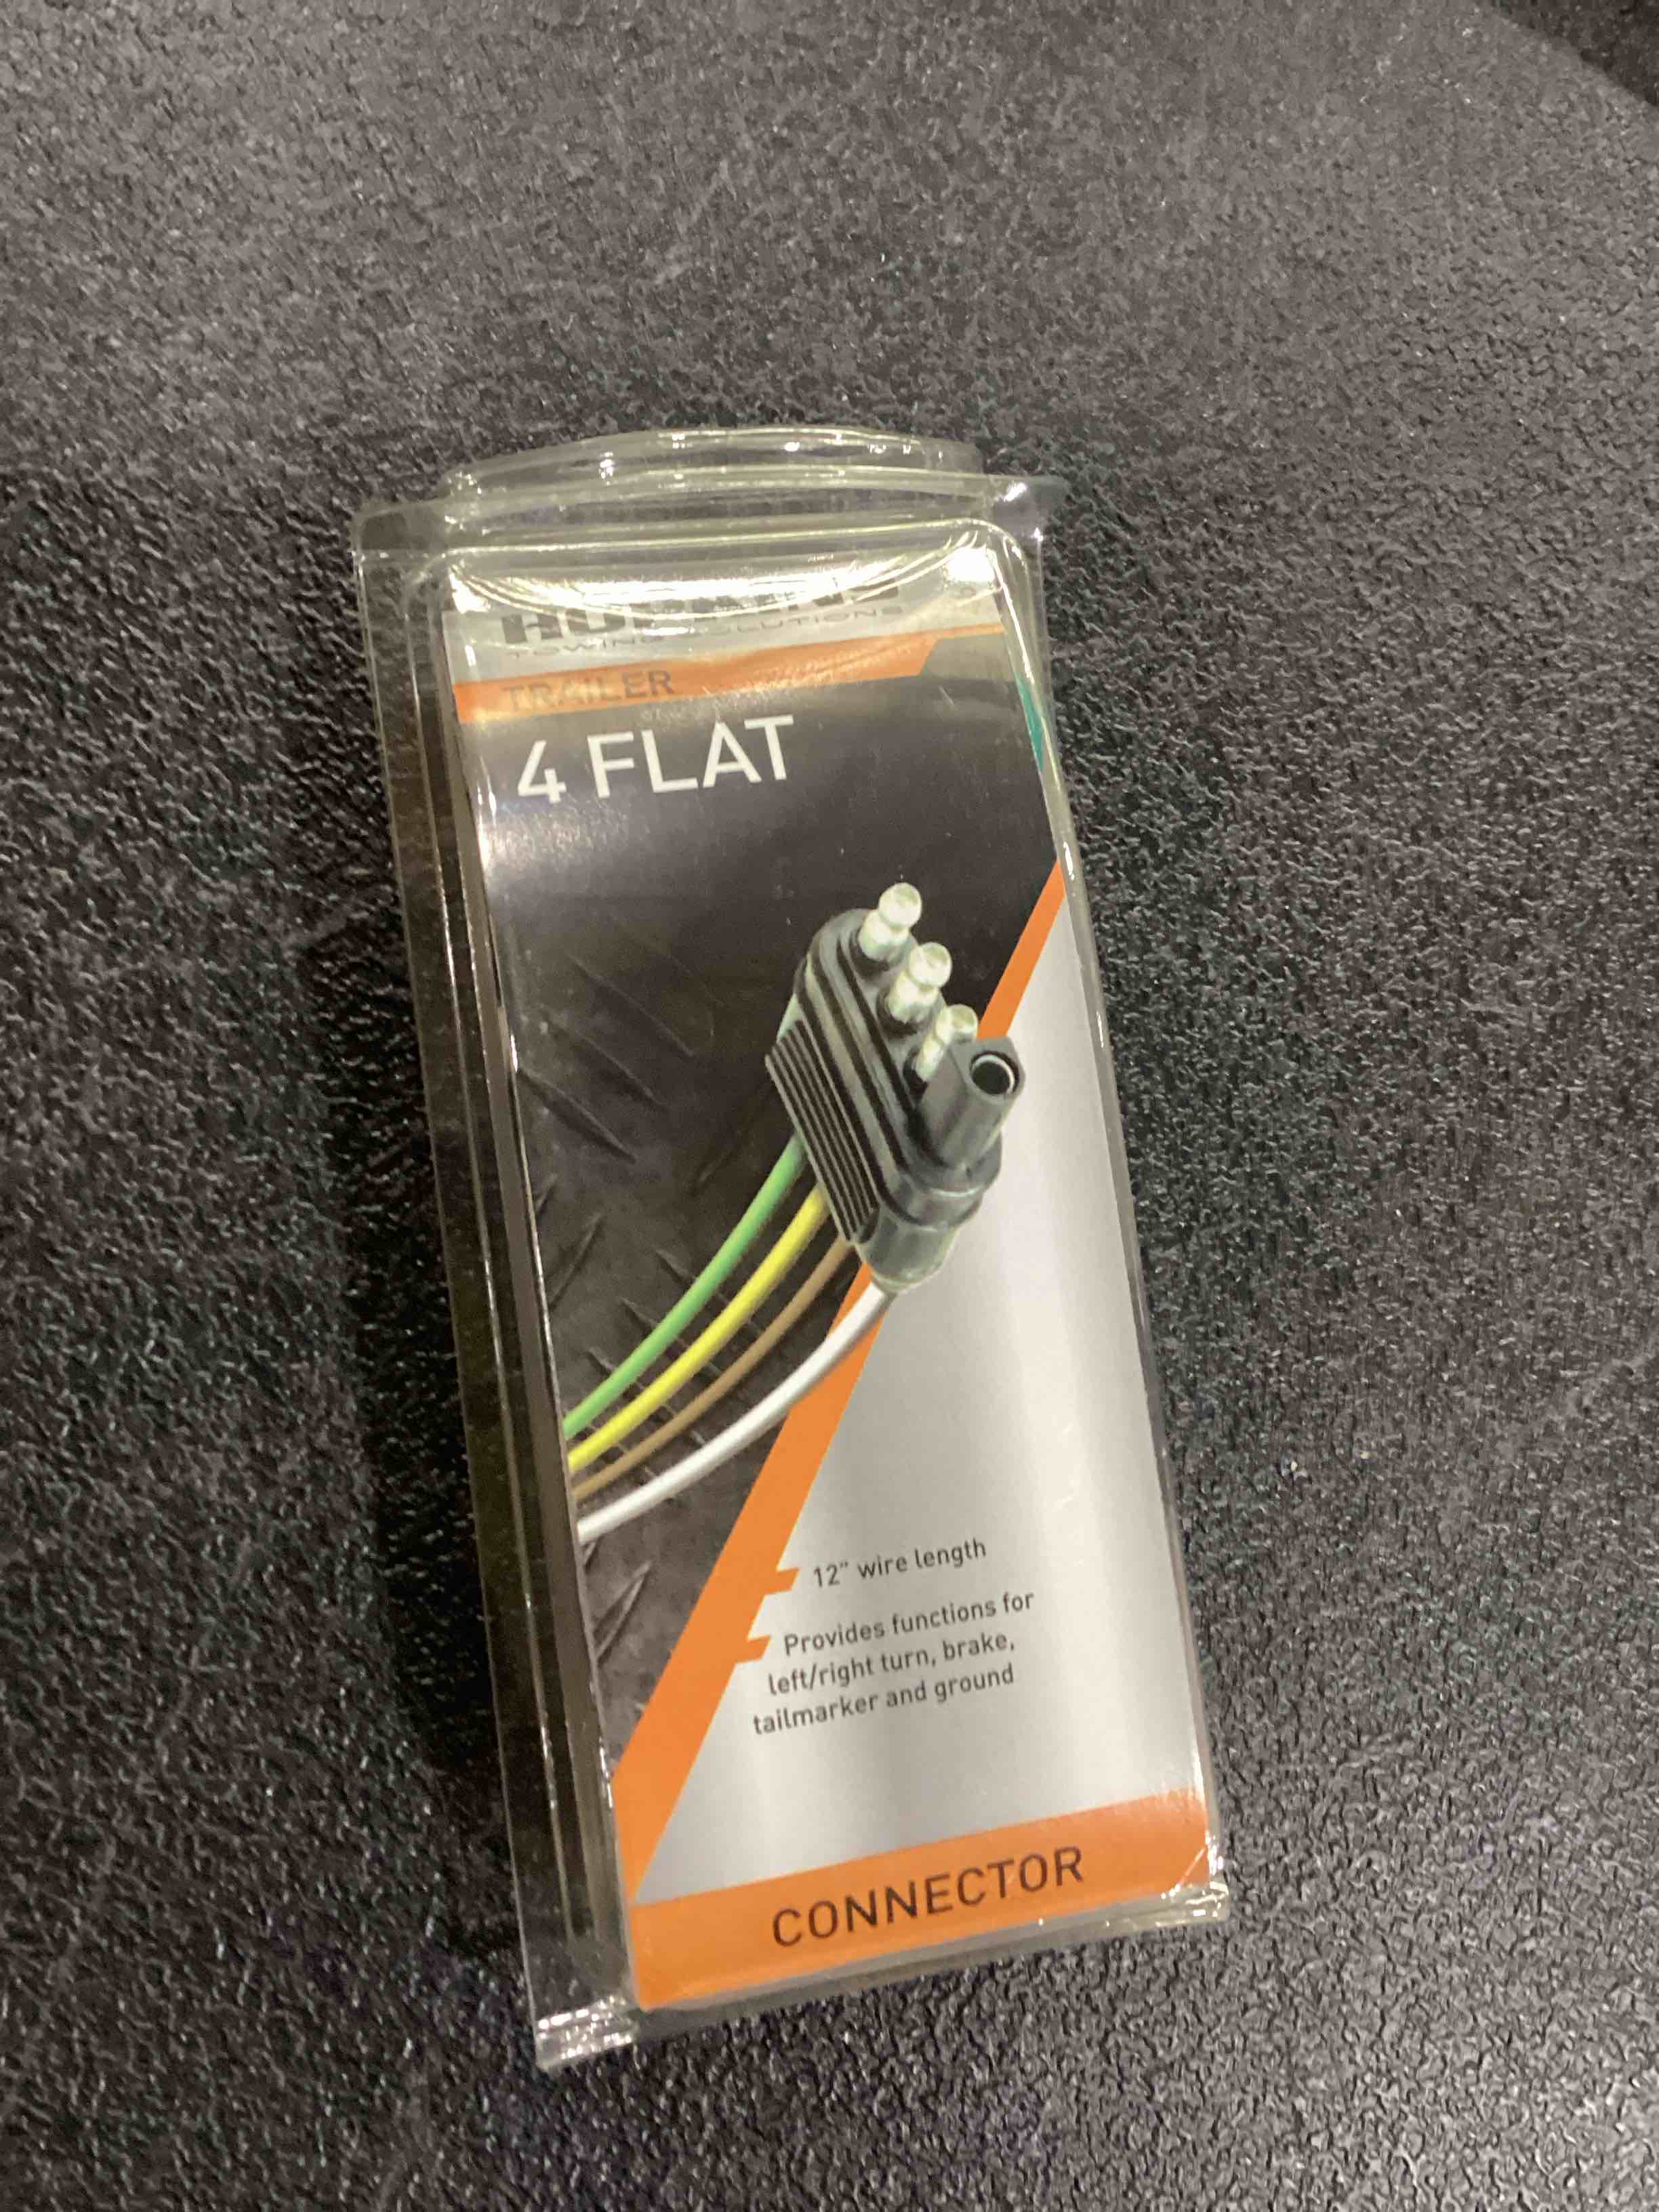 TRAILER
4 FLAT
12" wire length
Provides functions for
left/right turn, brake,
tailmarker and ground
CONNECTOR